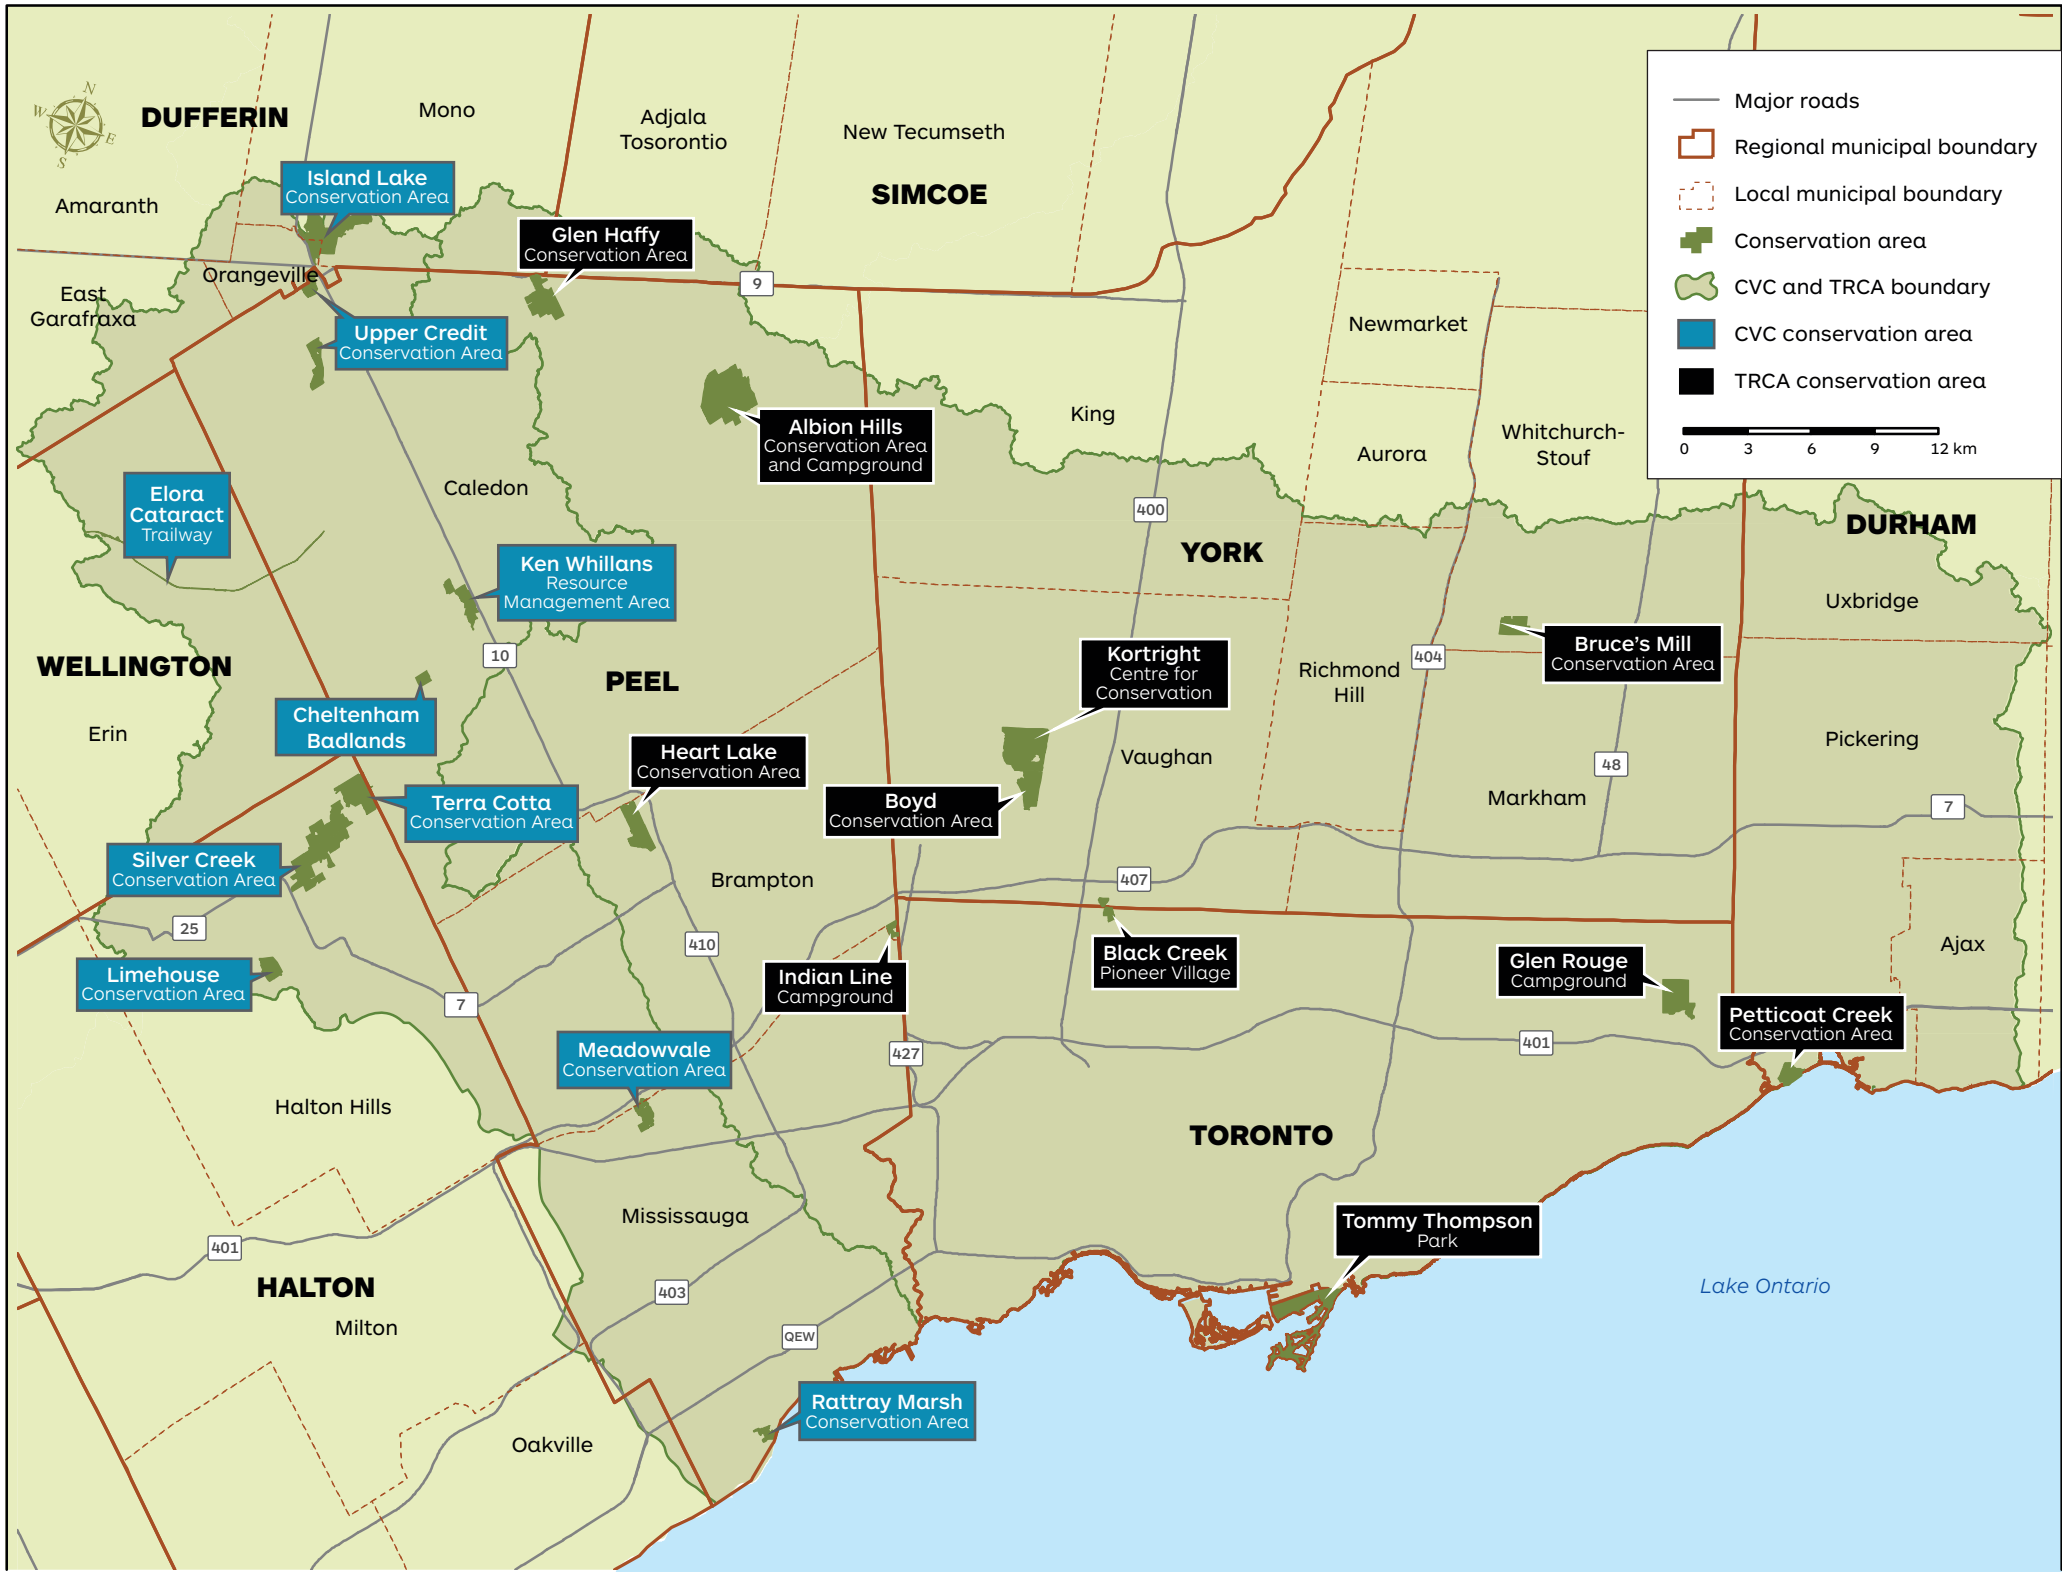 N
W
E
S
DUFFERIN
Mono
Adjala
Tosorontio
New Tecumseth
SIMCOE
Amaranth
Island Lake
Conservation Area
Glen Haffy
Conservation Area
Orangeville
9
East
Garafraxa
Upper Credit
Conservation Area
Newmarket
King
Albion Hills
Conservation Area
and Campground
Aurora
Whitchurch-
Stouf
Major roads
Regional municipal boundary
Local municipal boundary
Conservation area
CVC and TRCA boundary
CVC conservation area
TRCA conservation area
0 3 6 9 12 km
Caledon
Elora
Cataract
Trailway
400
YORK
DURHAM
Ken Whillans
Resource
Management Area
Uxbridge
WELLINGTON
10
PEEL
Kortright
Centre for
Conservation
Richmond
Hill
404
Bruce's Mill
Conservation Area
Erin
Cheltenham
Badlands
Heart Lake
Conservation Area
Vaughan
48
Pickering
Terra Cotta
Conservation Area
Boyd
Conservation Area
Markham
7
Silver Creek
Conservation Area
Brampton
407
25
410
Black Creek
Pioneer Village
Ajax
Limehouse
Conservation Area
Indian Line
Campground
Glen Rouge
Campground
7
Petticoat Creek
Conservation Area
Meadowvale
Conservation Area
427
401
Halton Hills
TORONTO
Mississauga
Tommy Thompson
Park
401
HALTON
403
Lake Ontario
Milton
QEW
Rattray Marsh
Conservation Area
Oakville